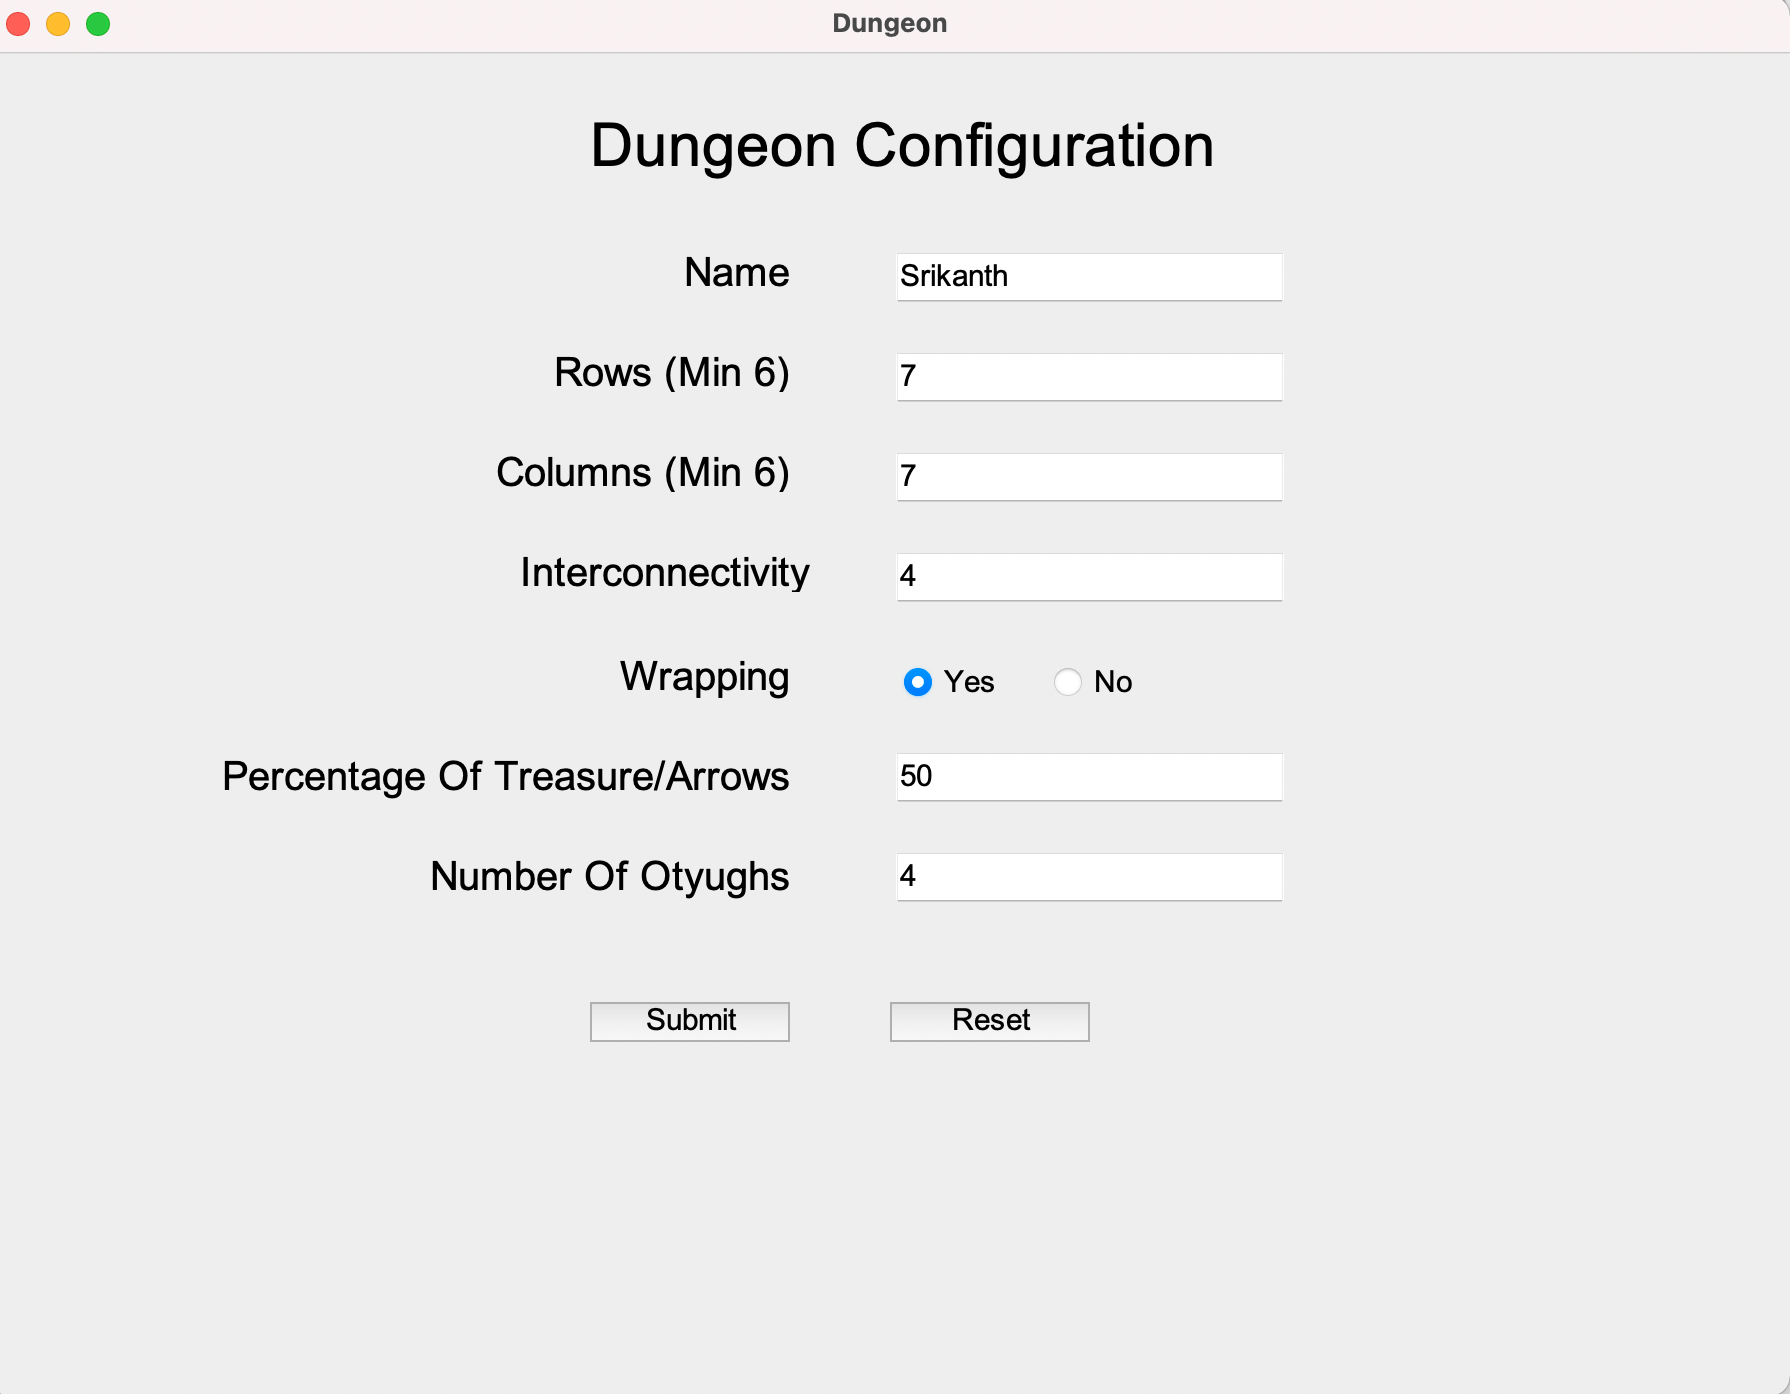 Dungeon
Dungeon Configuration
Name Srikanth
Rows (Min 6) 7
Columns (Min 6) 7
Interconnectivity 4
Wrapping Yes No
Percentage Of Treasure/Arrows 50
Number Of Otyughs 4
Submit Reset